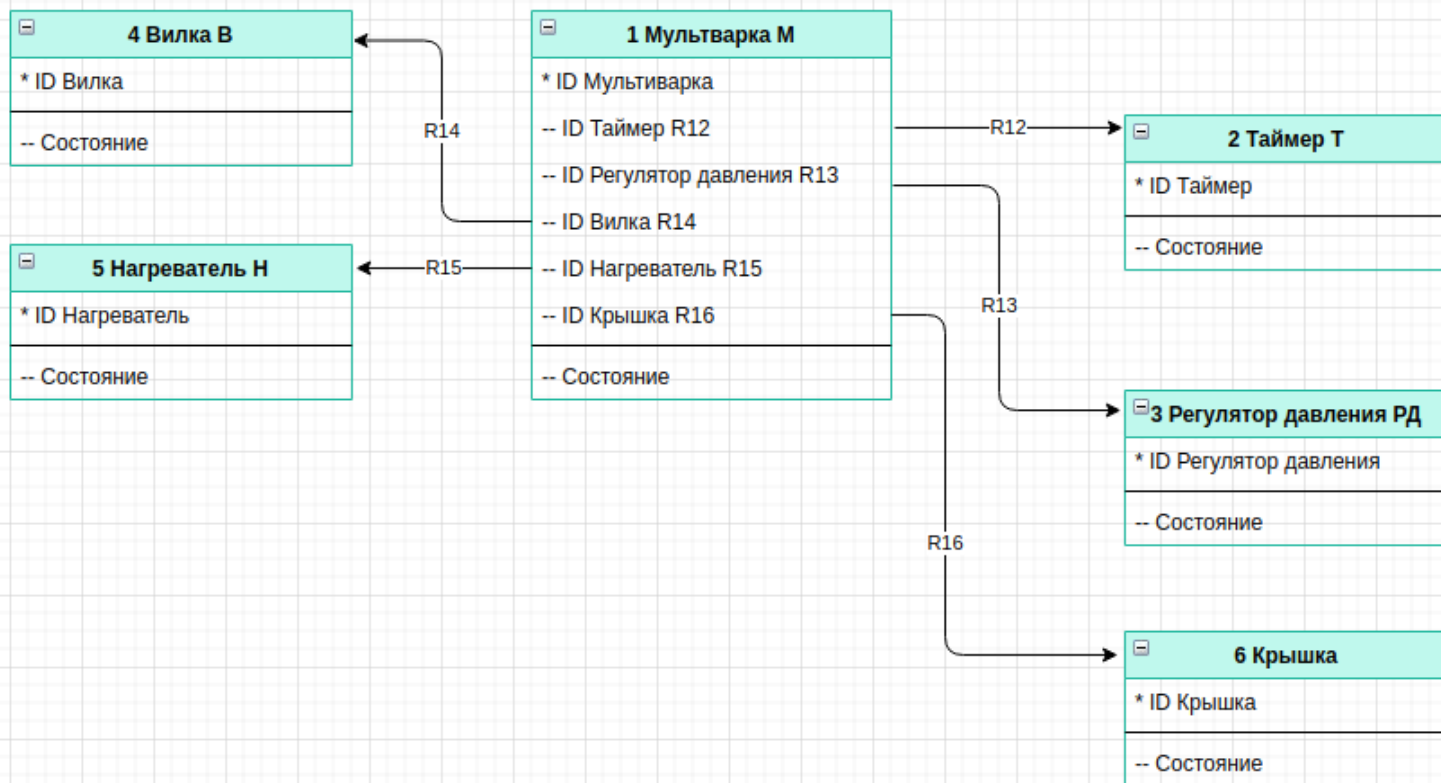 4 Вилка В
* ID Вилка
-- Состояние
5 Нагреватель Н
* ID Нагреватель
-- Состояние
R14
R15
1 Мультварка М
* ID Мультиварка
-- ID Таймер R12
-- ID Регулятор давления R13
-- ID Вилка R14
-- ID Нагреватель R15
-- ID Крышка R16
-- Состояние
R12
R13
R16
2 Таймер Т
* ID Таймер
-- Состояние
3 Регулятор давления РД
* ID Регулятор давления
-- Состояние
6 Крышка
* ID Крышка
-- Состояние